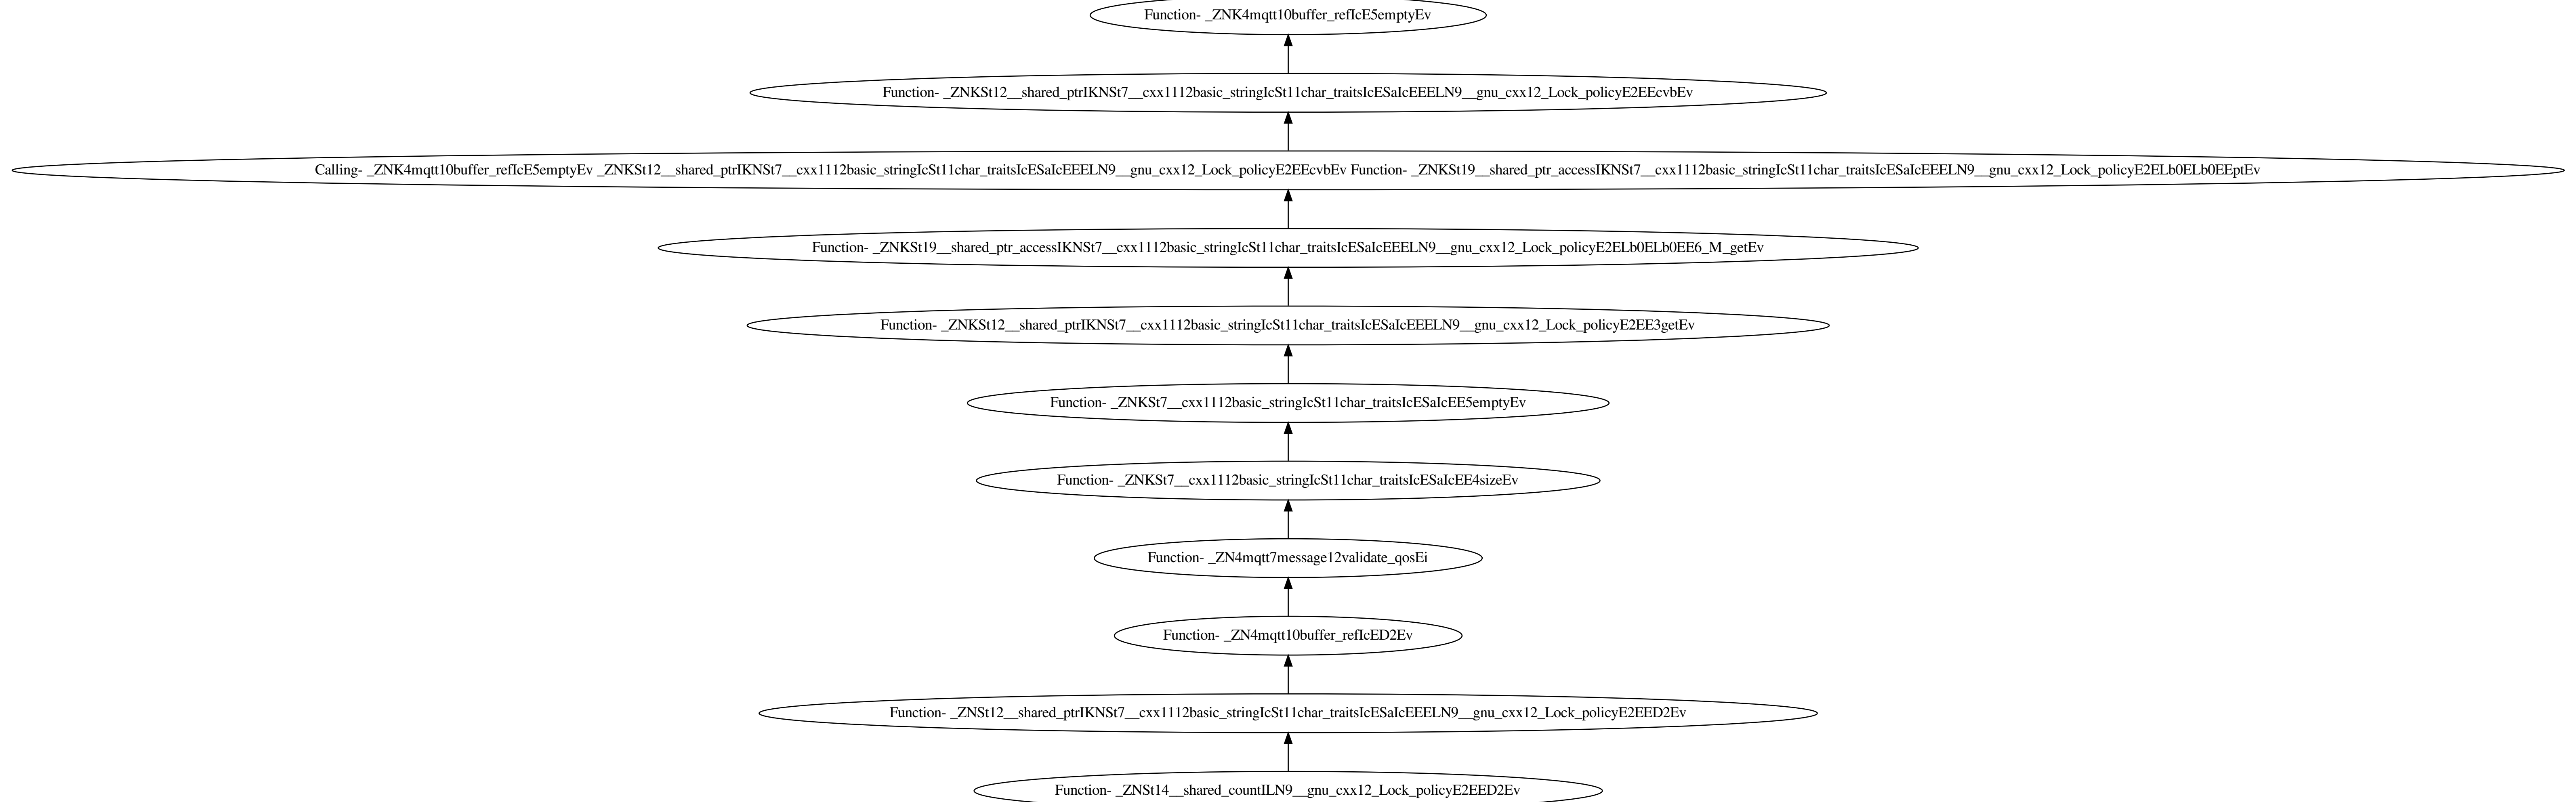 Function- _ZNK4mqtt10buffer_refIcE5emptyEv
Function- _ZNKSt12__shared_ptrIKNSt7__cxx1112basic_stringIcSt11char_traitsIcESaIcEEELN9__gnu_cxx12_Lock_policyE2EEcvbEv
Calling- _ZNK4mqtt10buffer_refIcE5emptyEv _ZNKSt12__shared_ptrIKNSt7__cxx1112basic_stringIcSt11char_traitsIcESaIcEEELN9__gnu_cxx12_Lock_policyE2EEcvbEv Function- _ZNKSt19__shared_ptr_accessIKNSt7__cxx1112basic_stringIcSt11char_traitsIcESaIcEEELN9__gnu_cxx12_Lock_policyE2ELb0ELb0EEptEv
Function- _ZNKSt19__shared_ptr_accessIKNSt7__cxx1112basic_stringIcSt11char_traitsIcESaIcEEELN9__gnu_cxx12_Lock_policyE2ELb0ELb0EE6_M_getEv
Function- _ZNKSt12__shared_ptrIKNSt7__cxx1112basic_stringIcSt11char_traitsIcESaIcEEELN9__gnu_cxx12_Lock_policyE2EE3getEv
Function- _ZNKSt7__cxx1112basic_stringIcSt11char_traitsIcESaIcEE5emptyEv
Function- _ZNKSt7__cxx1112basic_stringIcSt11char_traitsIcESaIcEE4sizeEv
Function- _ZN4mqtt7message12validate_qosEi
Function- _ZN4mqtt10buffer_refIcED2Ev
Function- _ZNSt12__shared_ptrIKNSt7__cxx1112basic_stringIcSt11char_traitsIcESaIcEEELN9__gnu_cxx12_Lock_policyE2EED2Ev
Function- _ZNSt14__shared_countILN9__gnu_cxx12_Lock_policyE2EED2Ev